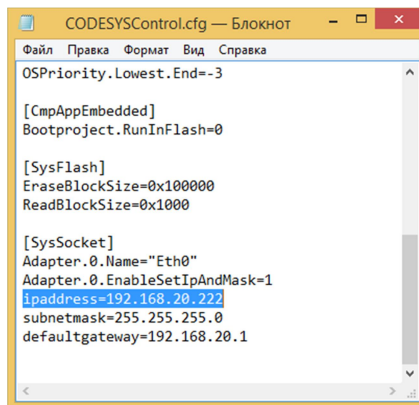 CODESYSControl.cfg — Блокнот
Файл Правка Формат Вид Справка
OSPriority.Lowest.End=-3
[CmpAppEmbedded]
Bootproject.RunInFlash=0
[SysFlash]
EraseBlockSize=0x100000
ReadBlockSize=0x1000
[SysSocket]
Adapter.0.Name="Eth0"
Adapter.0.EnableSetIpAndMask=1
ipaddress=192.168.20.222
subnetmask=255.255.255.0
defaultgateway=192.168.20.1